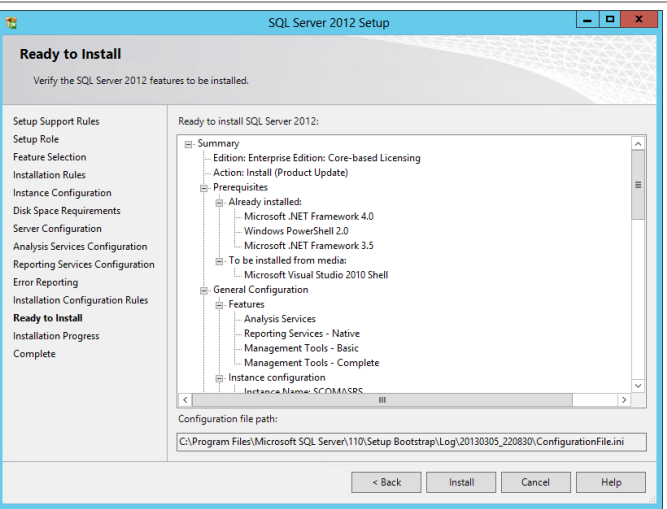 SQL Server 2012 Setup
Ready to Install
Verify the SQL Server 2012 features to be installed.
Setup Support Rules
Setup Role
Feature Selection
Installation Rules
Instance Configuration
Disk Space Requirements
Server Configuration
Analysis Services Configuration
Reporting Services Configuration
Error Reporting
Installation Configuration Rules
Ready to Install
Installation Progress
Complete
Ready to install SQL Server 2012:
Summary
Edition: Enterprise Edition: Core-based Licensing
Action: Install (Product Update)
Prerequisites
Already installed:
Microsoft .NET Framework 4.0
Windows PowerShell 2.0
Microsoft .NET Framework 3.5
To be installed from media:
Microsoft Visual Studio 2010 Shell
General Configuration
Features
Analysis Services
Reporting Services - Native
Management Tools - Basic
Management Tools - Complete
Instance configuration
Instance Name: SCOMASRS
Configuration file path:
C:\Program Files\Microsoft SQL Server\110\Setup Bootstrap\Log\20130305_220830\ConfigurationFile.ini
< Back
Install
Cancel
Help